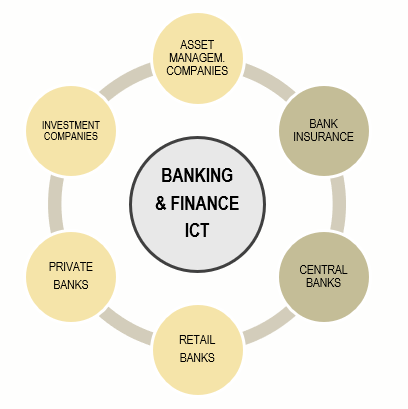 ASSET
MANAGEM.
COMPANIES
BANK
INSURANCE
CENTRAL
BANKS
RETAIL
BANKS
PRIVATE
BANKS
INVESTMENT
COMPANIES
BANKING
& FINANCE
ICT